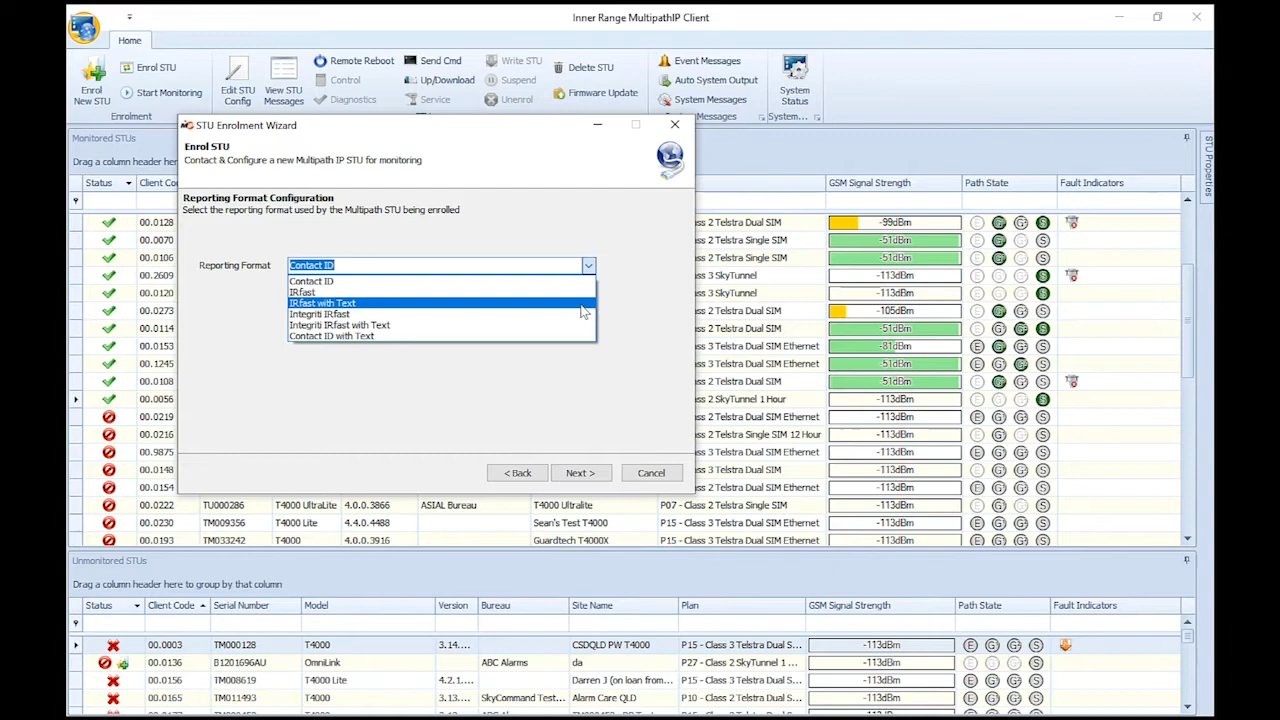 Inner Range MultipathIP Client
Home
Enrol New STU
Enrol STU
Start Monitoring
Enrolment
Edit STU Config
View STU Messages
Remote Reboot
Control
Diagnostics
Send Cmd
Up/Download
Service
Write STU
Suspend
Unenrol
Delete STU
Firmware Update
Event Messages
Auto System Output
System Messages
Messages
System Status
System...
Monitored STUs
Drag a column header here
Status
Client Co
GSM Signal Strength
Path State
Fault Indicators
STU Properties
00.0128 ass 2 Telstra Dual SIM -99dBm
00.0070 ass 2 Telstra Single SIM -51dBm
00.0106 ass 2 Telstra Single SIM -51dBm
00.2609 ass 3 SkyTunnel -113dBm
00.0120 ass 3 SkyTunnel -113dBm
00.0273 ass 2 Telstra Dual SIM -105dBm
00.0114 ass 2 Telstra Dual SIM -51dBm
00.0153 ass 3 Telstra Dual SIM Ethernet -81dBm
00.1245 ass 3 Telstra Dual SIM -51dBm
00.0108 ass 2 Telstra Dual SIM -51dBm
00.0056 ass 2 SkyTunnel 1 Hour -113dBm
00.0219 ass 3 Telstra Dual SIM Ethernet -113dBm
00.0216 ass 2 Telstra Single SIM 12 Hour -113dBm
00.9875 ass 3 Telstra Dual SIM Ethernet -113dBm
00.0148 ass 2 Telstra Dual SIM -113dBm
00.0154 ass 2 Telstra Dual SIM -113dBm
00.0222 TU000286 T4000 UltraLite 4.0.0.3866 ASIAL Bureau T4000 Ultralite P07 - Class 2 Telstra Single SIM -113dBm
00.0230 TM009356 T4000 Lite 4.4.0.4488 Sean's Test T4000 P15 - Class 3 Telstra Dual SIM Ethernet -113dBm
00.0193 TM033242 T4000 4.0.0.3916 Guardtech T4000X P15 - Class 3 Telstra Dual SIM Ethernet -113dBm
STU Enrolment Wizard
Enrol STU
Contact & Configure a new Multipath IP STU for monitoring
Reporting Format Configuration
Select the reporting format used by the Multipath STU being enrolled
Reporting Format
Contact ID
Contact ID
IRfast
IRfast with Text
Integriti IRfast
Integriti IRfast with Text
Contact ID with Text
< Back
Next >
Cancel
Unmonitored STUs
Drag a column header here to group by that column
Status Client Code Serial Number Model Version Bureau Site Name Plan GSM Signal Strength Path State Fault Indicators
00.0003 TM000128 T4000 3.14.... CSDQLD PW T4000 P15 - Class 3 Telstra Dual S... -113dBm
00.0136 B1201696AU OmniLink ABC Alarms da P27 - Class 2 SkyTunnel 1 ... -113dBm
00.0156 TM008619 T4000 Lite 4.2.1.... Darren J (on loan from... P15 - Class 3 Telstra Dual S... -113dBm
00.0165 TM011493 T4000 3.13.... SkyCommand Test... Alarm Care QLD P10 - Class 2 Telstra Dual S... -113dBm